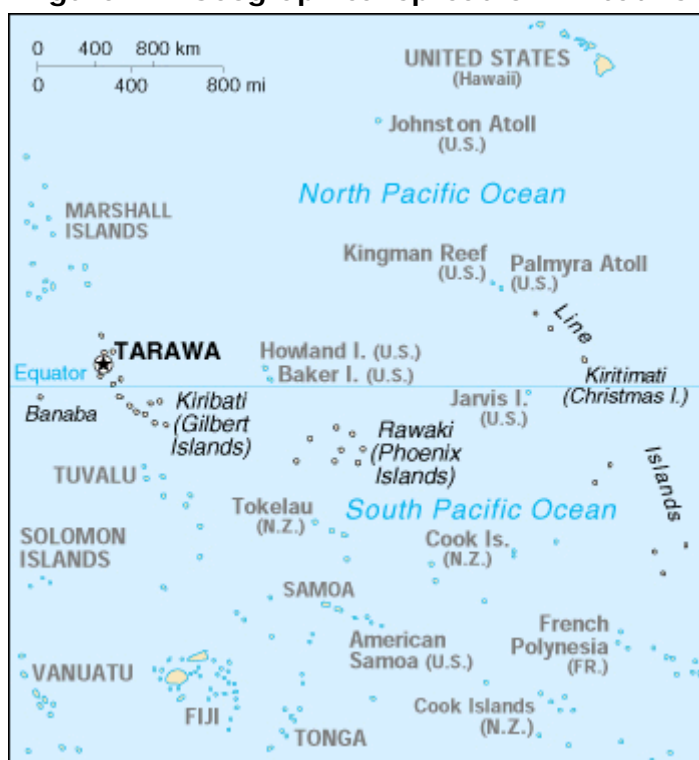 0 400 800 km
0 400 800 mi
UNITED STATES
(Hawaii)
Johnston Atoll
(U.S.)
North Pacific Ocean
MARSHALL
ISLANDS
Kingman Reef
(U.S.)
Palmyra Atoll
(U.S.)
Line
TARAWA
Howland I. (U.S.)
Equator
Baker I. (U.S.)
Kiritimati
(Christmas I.)
Banaba
Kiribati
(Gilbert
Islands)
Jarvis I.
(U.S.)
Rawaki
(Phoenix
Islands)
Islands
TUVALU
Tokelau
(N.Z.)
South Pacific Ocean
SOLOMON
ISLANDS
Cook Is.
(N.Z.)
SAMOA
American
Samoa (U.S.)
French
Polynesia
(FR.)
VANUATU
FIJI
Cook Islands
(N.Z.)
TONGA